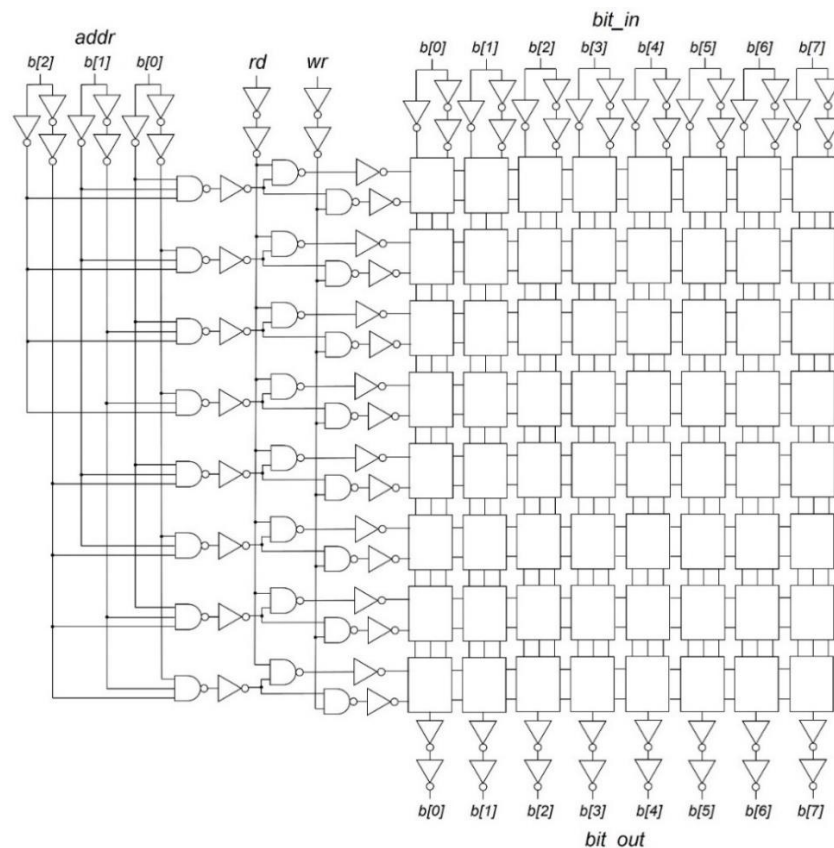 bit_in
addr
b[2] b[1] b[0] rd wr b[0] b[1] b[2] b[3] b[4] b[5] b[6] b[7]
b[0] b[1] b[2] b[3] b[4] b[5] b[6] b[7]
bit_out